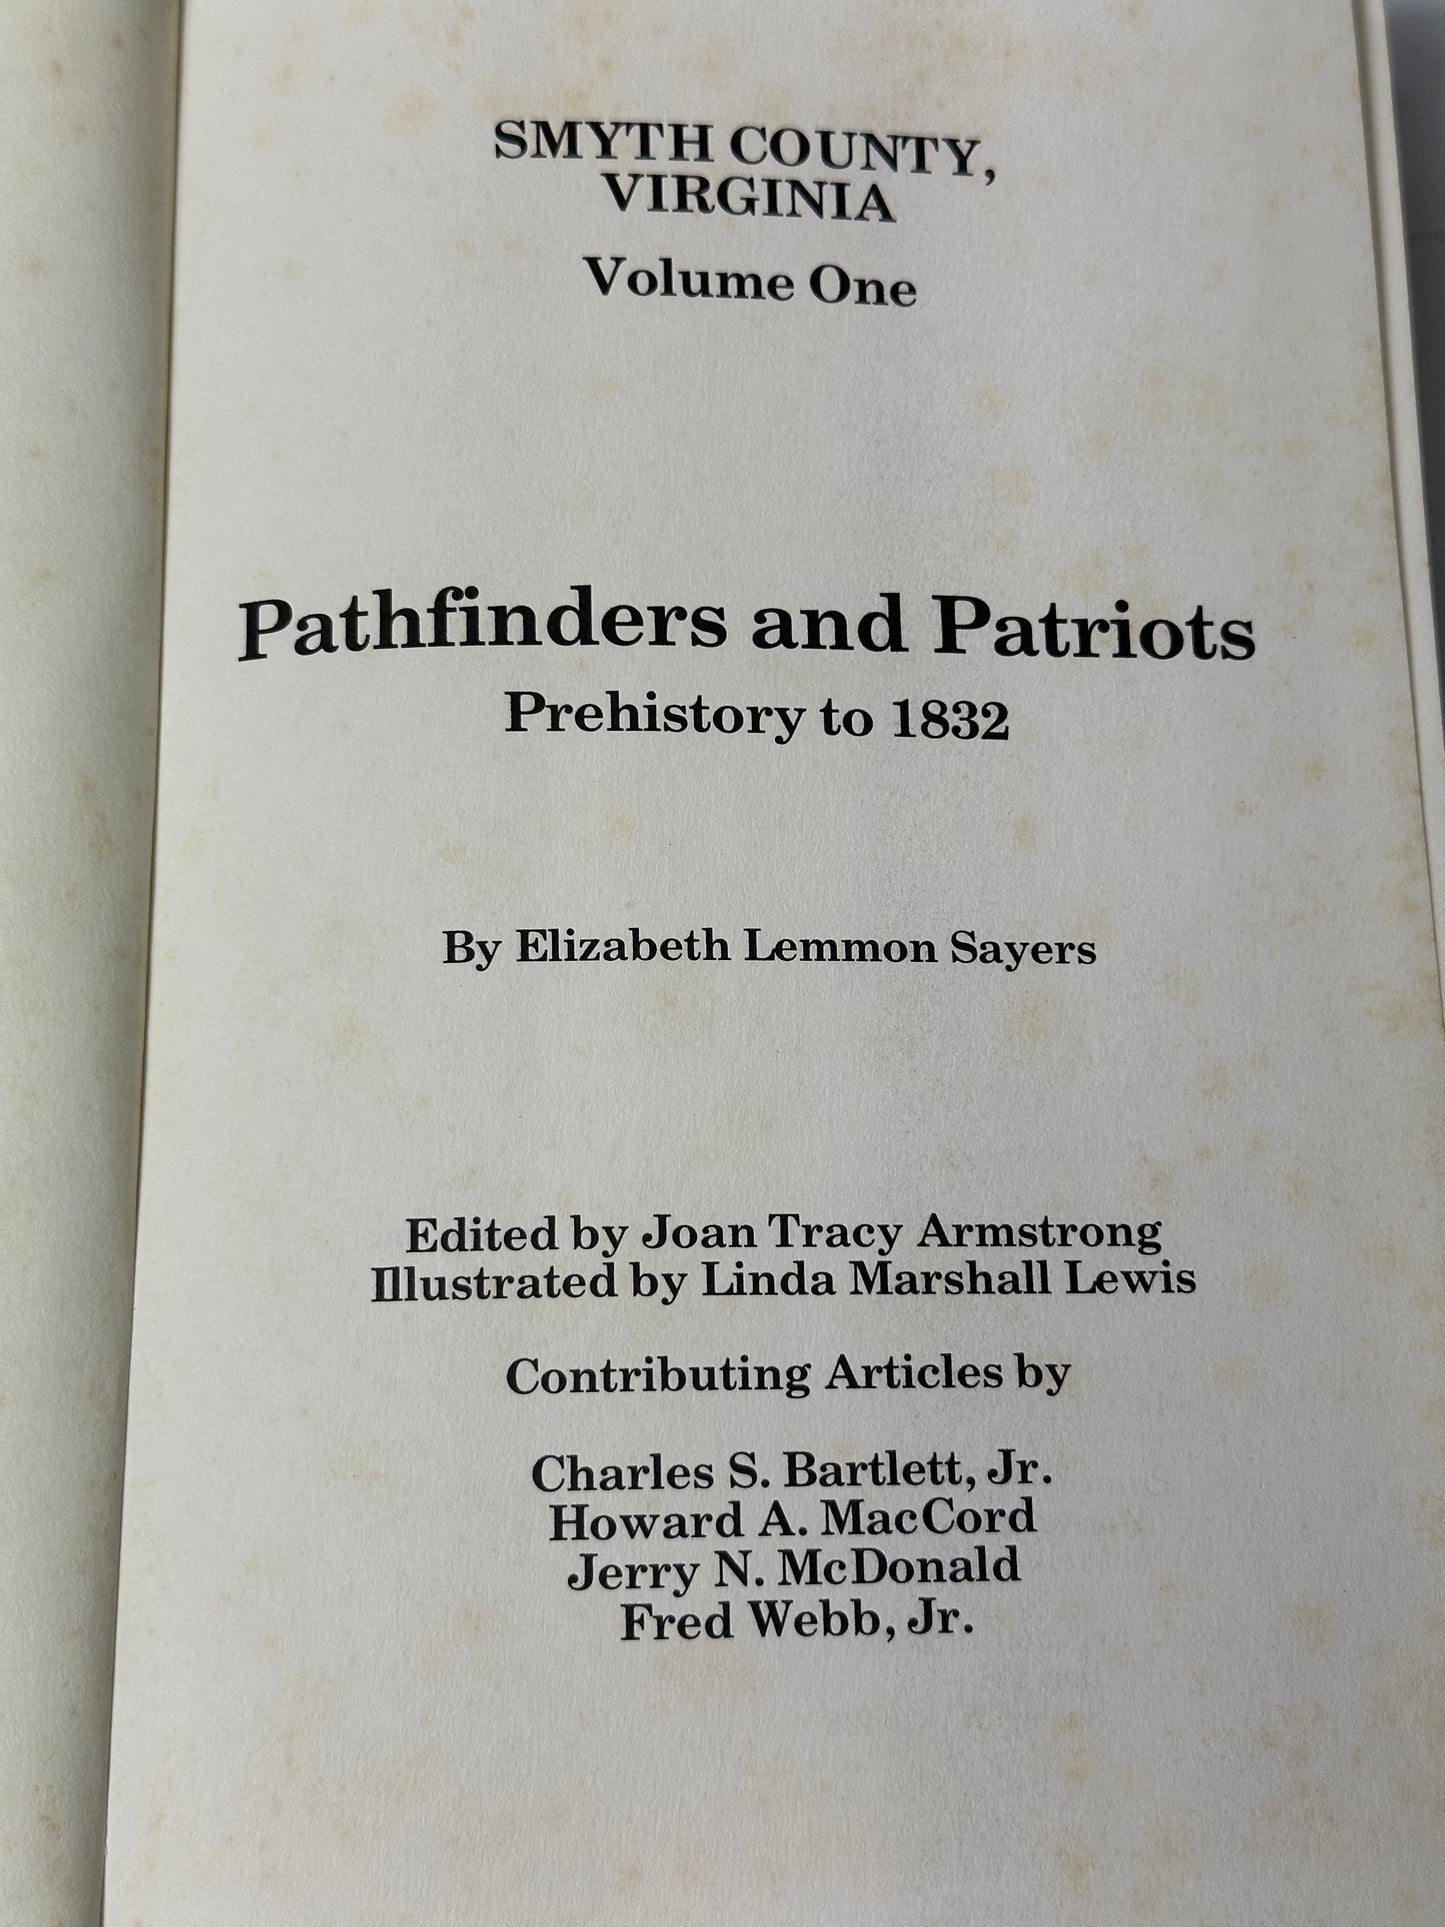 SMYTH COUNTY,
VIRGINIA
Volume One
Pathfinders and Patriots
Prehistory to 1832
By Elizabeth Lemmon Sayers
Edited by Joan Tracy Armstrong
Illustrated by Linda Marshall Lewis
Contributing Articles by
Charles S. Bartlett, Jr.
Howard A. MacCord
Jerry N. McDonald
Fred Webb, Jr.